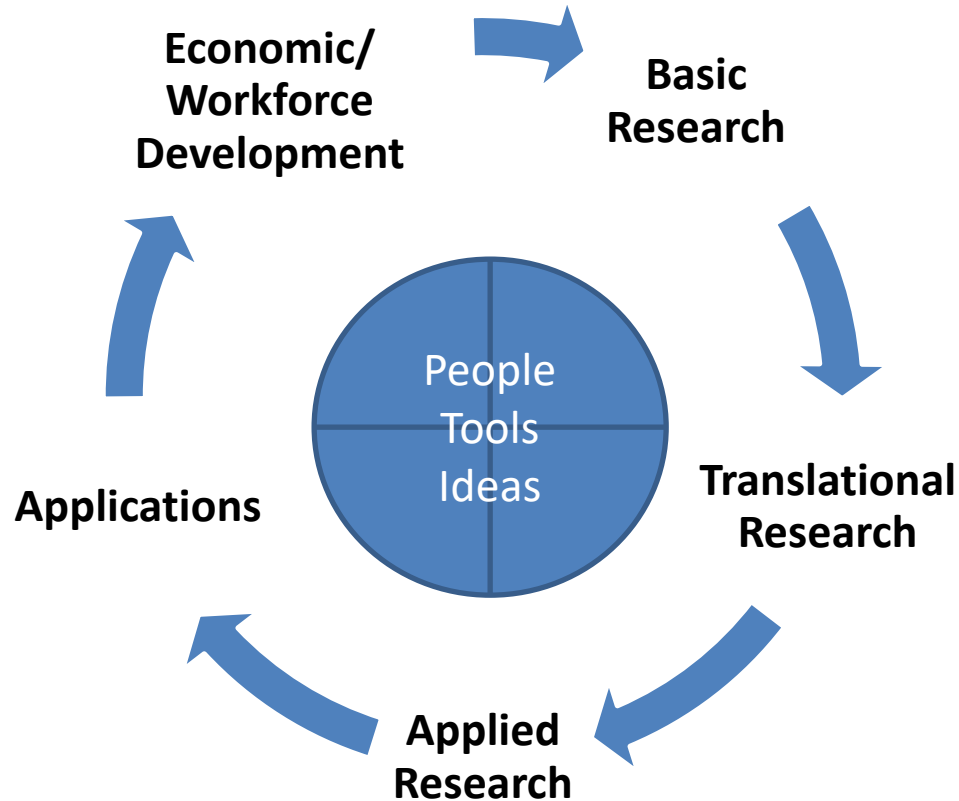 Economic/
Workforce
Development
Basic
Research
People
Tools
Ideas
Translational
Research
Applications
Applied
Research